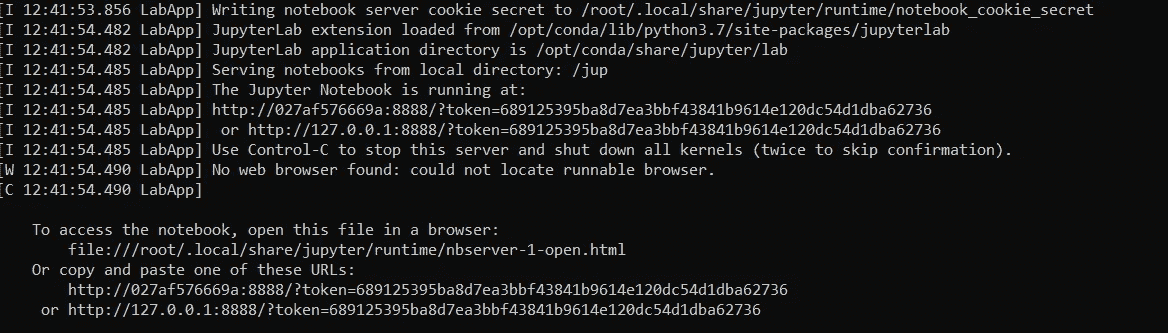 [I 12:41:53.856 LabApp] Writing notebook server cookie secret to /root/.local/share/jupyter/runtime/notebook_cookie_secret
[I 12:41:54.482 LabApp] JupyterLab extension loaded from /opt/conda/lib/python3.7/site-packages/jupyterlab
[I 12:41:54.482 LabApp] JupyterLab application directory is /opt/conda/share/jupyter/lab
[I 12:41:54.485 LabApp] Serving notebooks from local directory: /jup
[I 12:41:54.485 LabApp] The Jupyter Notebook is running at:
[I 12:41:54.485 LabApp] http://027af576669a:8888/?token=689125395ba8d7ea3bbf43841b9614e120dc54d1dba62736
[I 12:41:54.485 LabApp]  or http://127.0.0.1:8888/?token=689125395ba8d7ea3bbf43841b9614e120dc54d1dba62736
[I 12:41:54.485 LabApp] Use Control-C to stop this server and shut down all kernels (twice to skip confirmation).
[W 12:41:54.490 LabApp] No web browser found: could not locate runnable browser.
[C 12:41:54.490 LabApp]
To access the notebook, open this file in a browser:
file:///root/.local/share/jupyter/runtime/nbserver-1-open.html
Or copy and paste one of these URLs:
http://027af576669a:8888/?token=689125395ba8d7ea3bbf43841b9614e120dc54d1dba62736
or http://127.0.0.1:8888/?token=689125395ba8d7ea3bbf43841b9614e120dc54d1dba62736